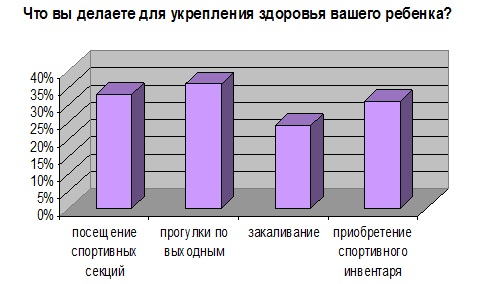 Что вы делаете для укрепления здоровья вашего ребенка?
40%
35%
30%
25%
20%
15%
10%
5%
0%
посещение
спортивных
секций
прогулки по
выходным
закаливание
приобретение
спортивного
инвентаря